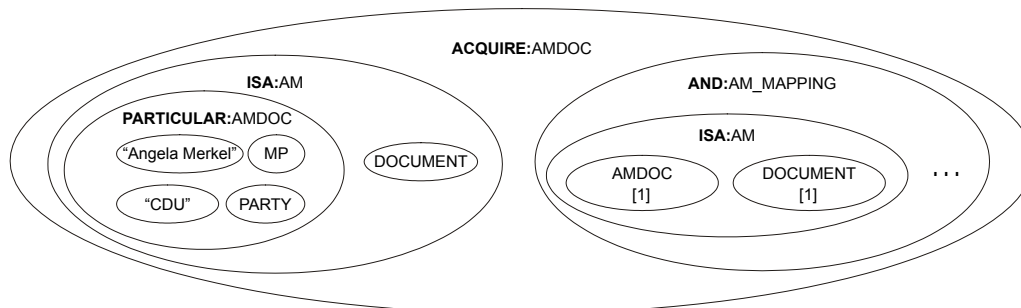 ACQUIRE:AMDOC
ISA:AM
PARTICULAR:AMDOC
“Angela Merkel” MP
“CDU” PARTY
DOCUMENT
AND:AM_MAPPING
ISA:AM
AMDOC
[1]
DOCUMENT
[1]
...